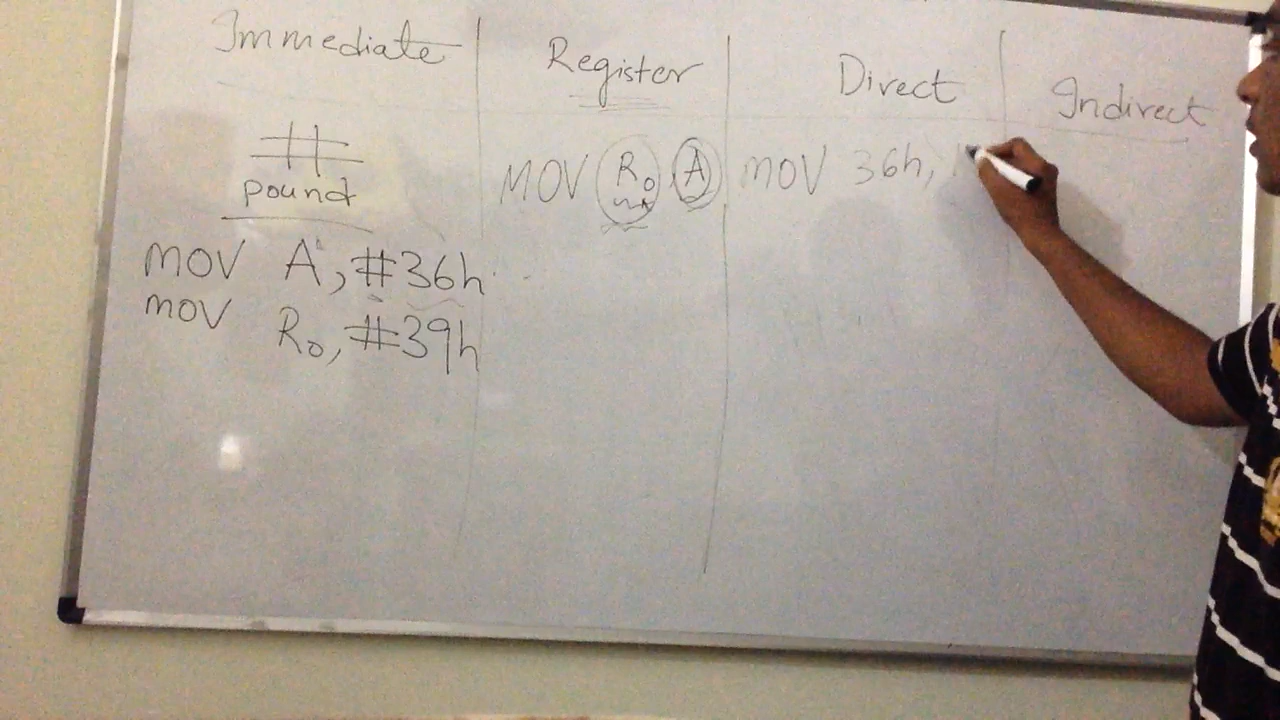 Immediate
Register
Direct
Indirect
#
pound
MOV A, #36h
MOV R0, #39h
MOV R0, A
MOV 36h,